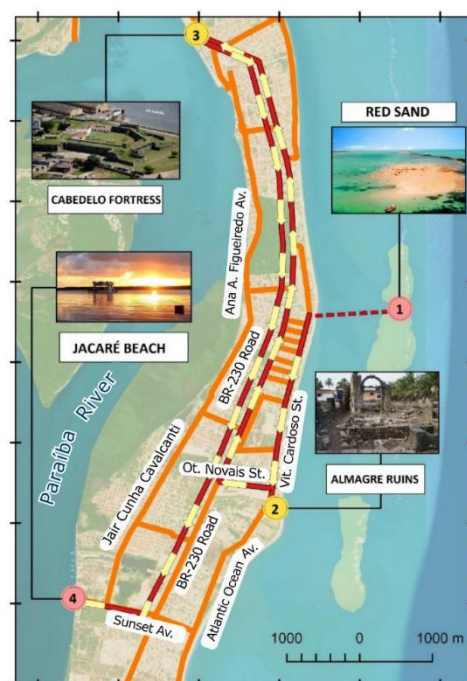 3
RED SAND
CABEDELO FORTRESS
Ana A. Figueiredo Av.
1
JACARÉ BEACH
BR-230 Road
Paraíba River
Vit. Cardoso St.
Jair Cunha Cavalcanti
Ot. Novais St.
ALMAGRE RUINS
2
BR-230 Road
Atlantic Ocean Av.
4
Sunset Av.
1000 0 1000 m